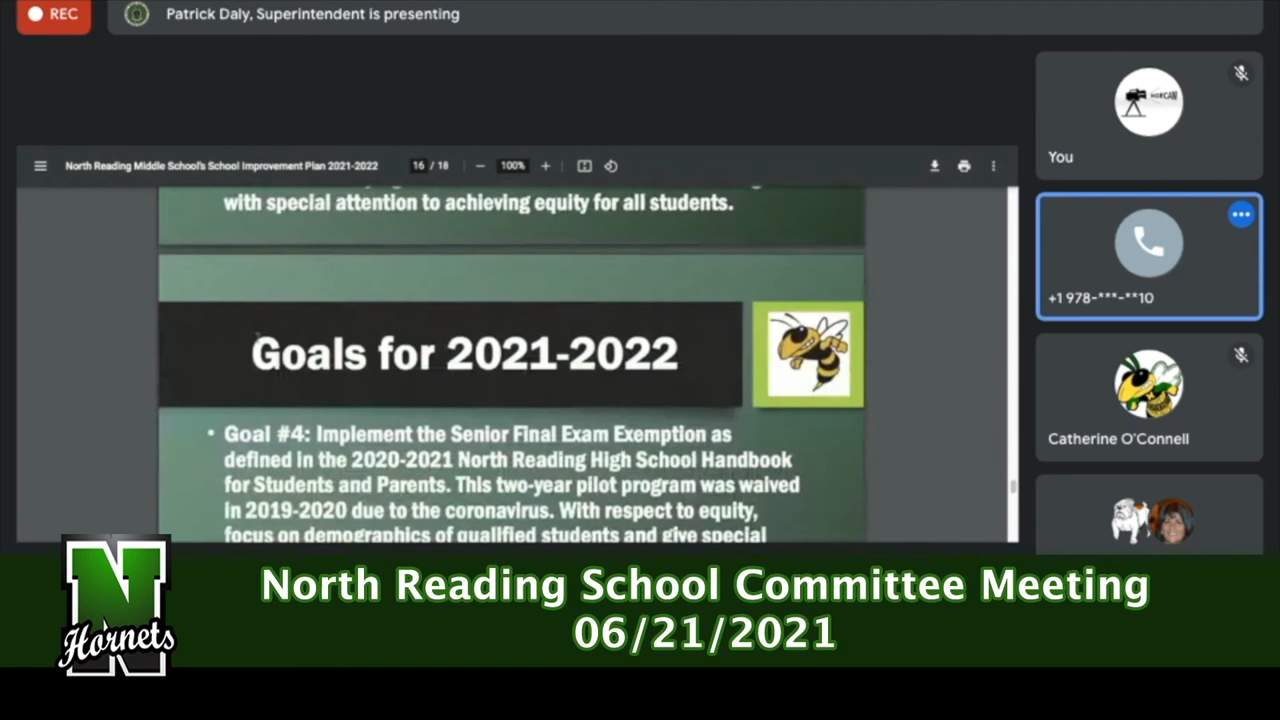 REC
Patrick Daly, Superintendent is presenting
NORCAN
You
North Reading Middle School's School Improvement Plan 2021-2022
16 / 18
100%
with special attention to achieving equity for all students.
+1 978-***-**10
Goals for 2021-2022
• Goal #4: Implement the Senior Final Exam Exemption as
defined in the 2020-2021 North Reading High School Handbook
for Students and Parents. This two-year pilot program was waived
in 2019-2020 due to the coronavirus. With respect to equity,
focus on demographics of qualified students and give special
Catherine O'Connell
N
Hornets
North Reading School Committee Meeting
06/21/2021